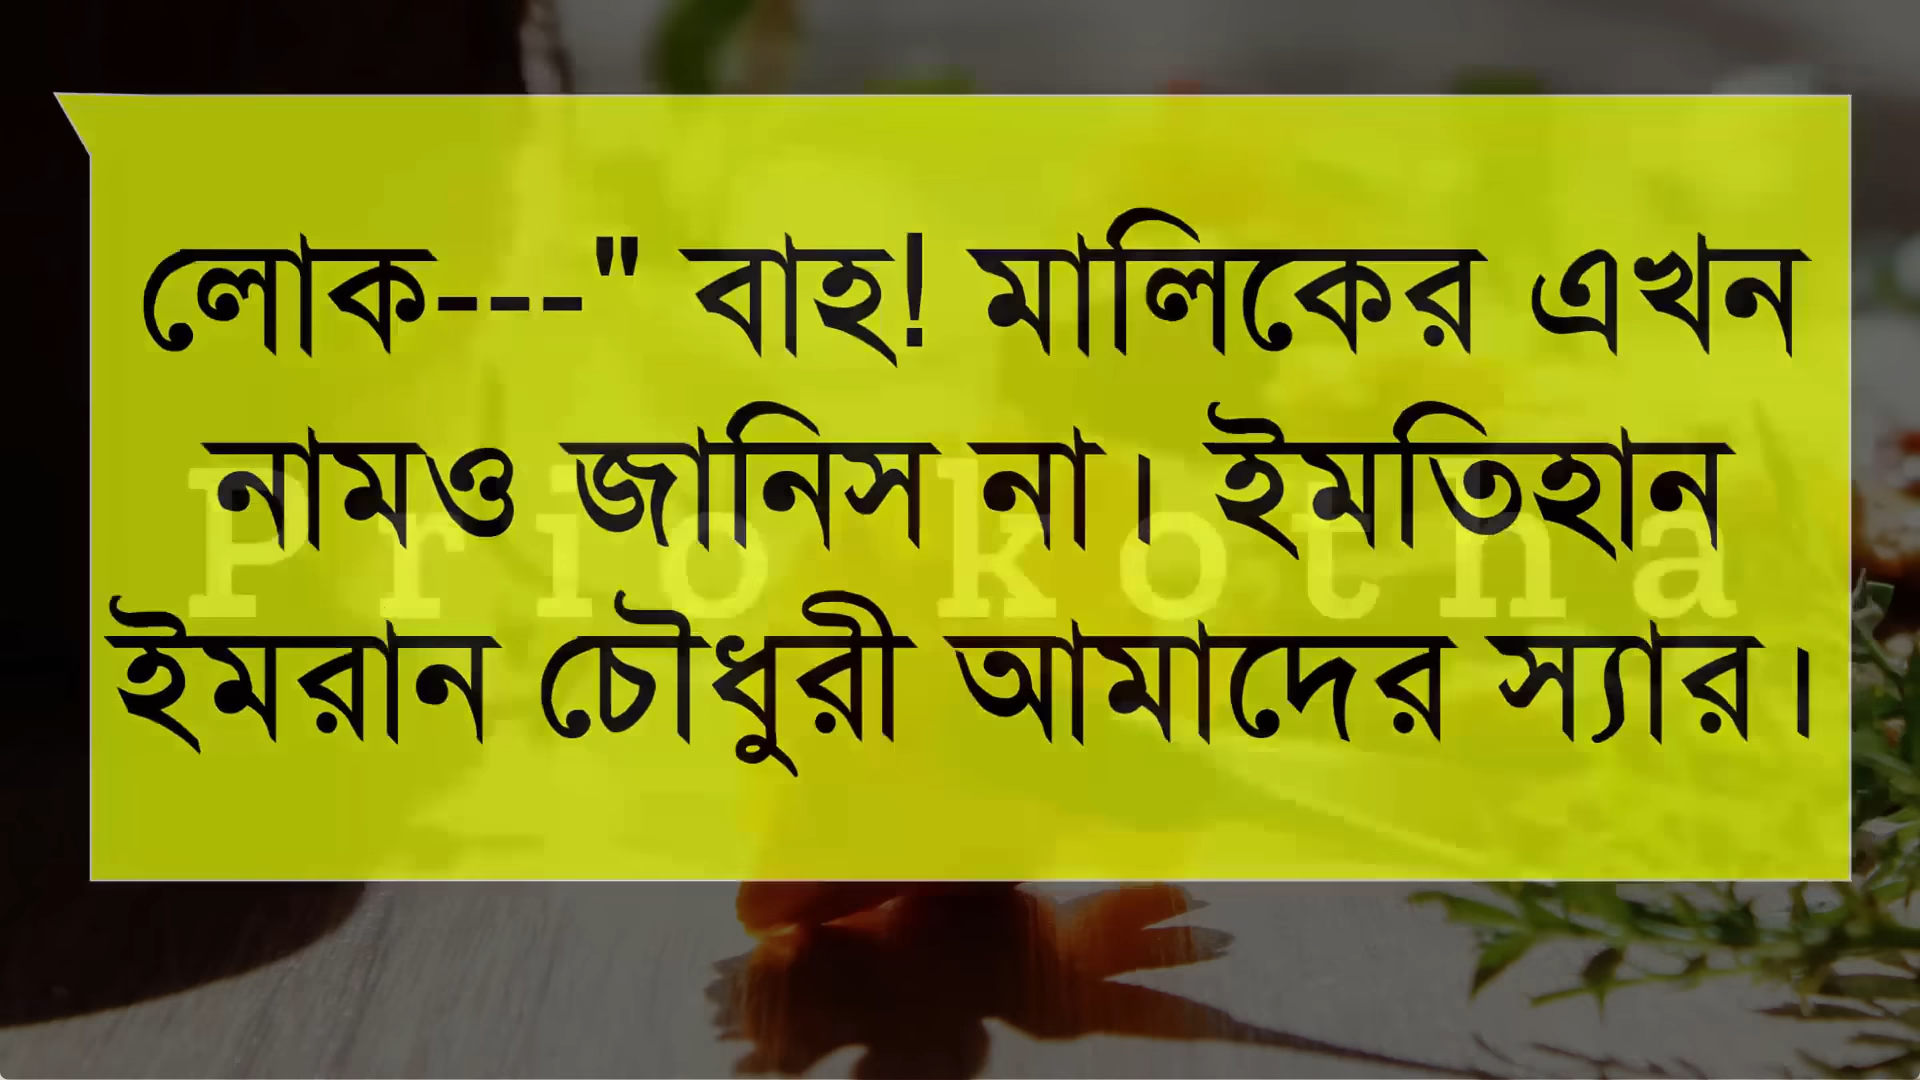 লোক---" বাহ! মালিকের এখন
নামও জানিস না। ইমতিহান
Prio kotha
ইমরান চৌধুরী আমাদের স্যার।